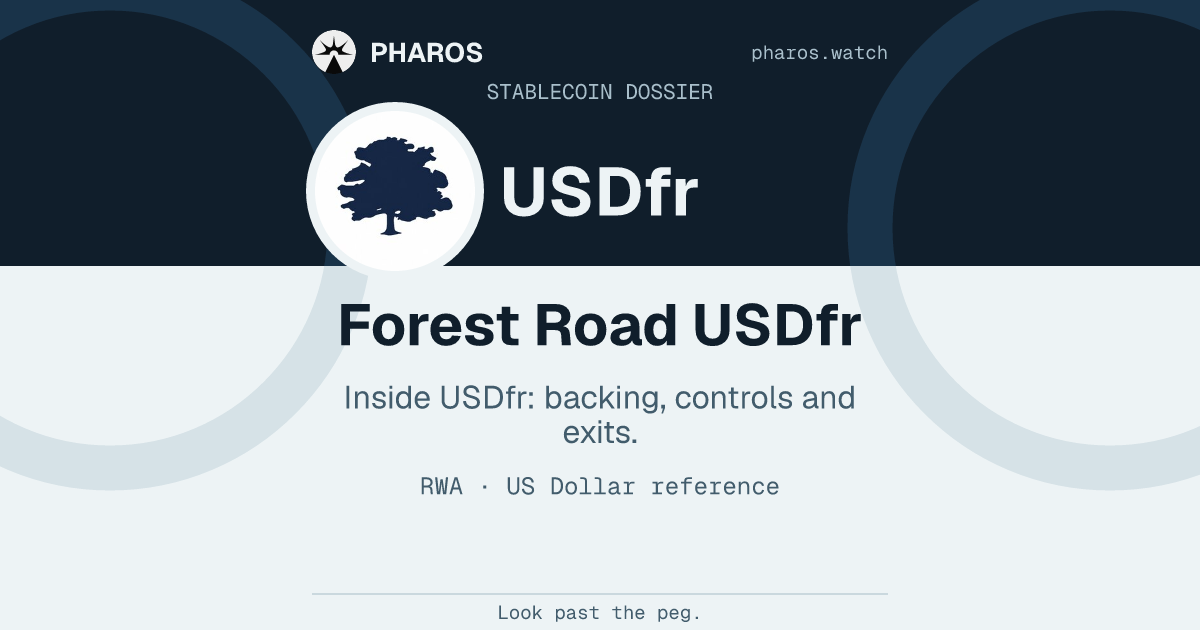 PHAROS
pharos.watch
STABLECOIN DOSSIER
USDfr
Forest Road USDfr
Inside USDfr: backing, controls and
exits.
RWA · US Dollar reference
Look past the peg.